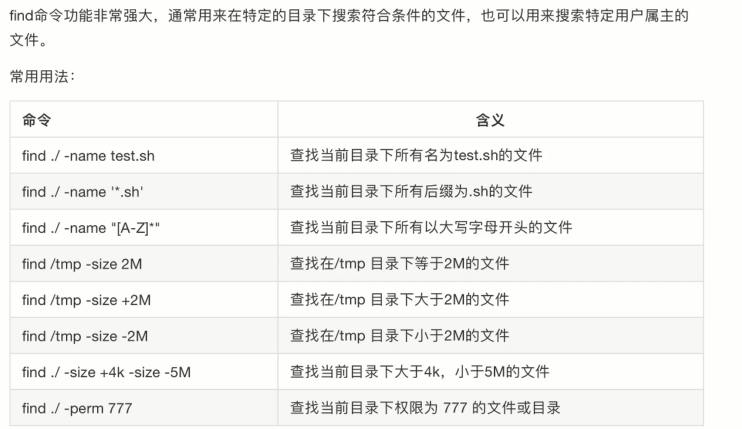 find命令功能非常强大，通常用来在特定的目录下搜索符合条件的文件，也可以用来搜索特定用户属主的
文件。
常用用法：
命令 含义
find ./ -name test.sh 查找当前目录下所有名为test.sh的文件
find ./ -name '*.sh' 查找当前目录下所有后缀为.sh的文件
find ./ -name "[A-Z]*" 查找当前目录下所有以大写字母开头的文件
find /tmp -size 2M 查找在/tmp 目录下等于2M的文件
find /tmp -size +2M 查找在/tmp 目录下大于2M的文件
find /tmp -size -2M 查找在/tmp 目录下小于2M的文件
find ./ -size +4k -size -5M 查找当前目录下大于4k，小于5M的文件
find ./ -perm 777 查找当前目录下权限为 777 的文件或目录